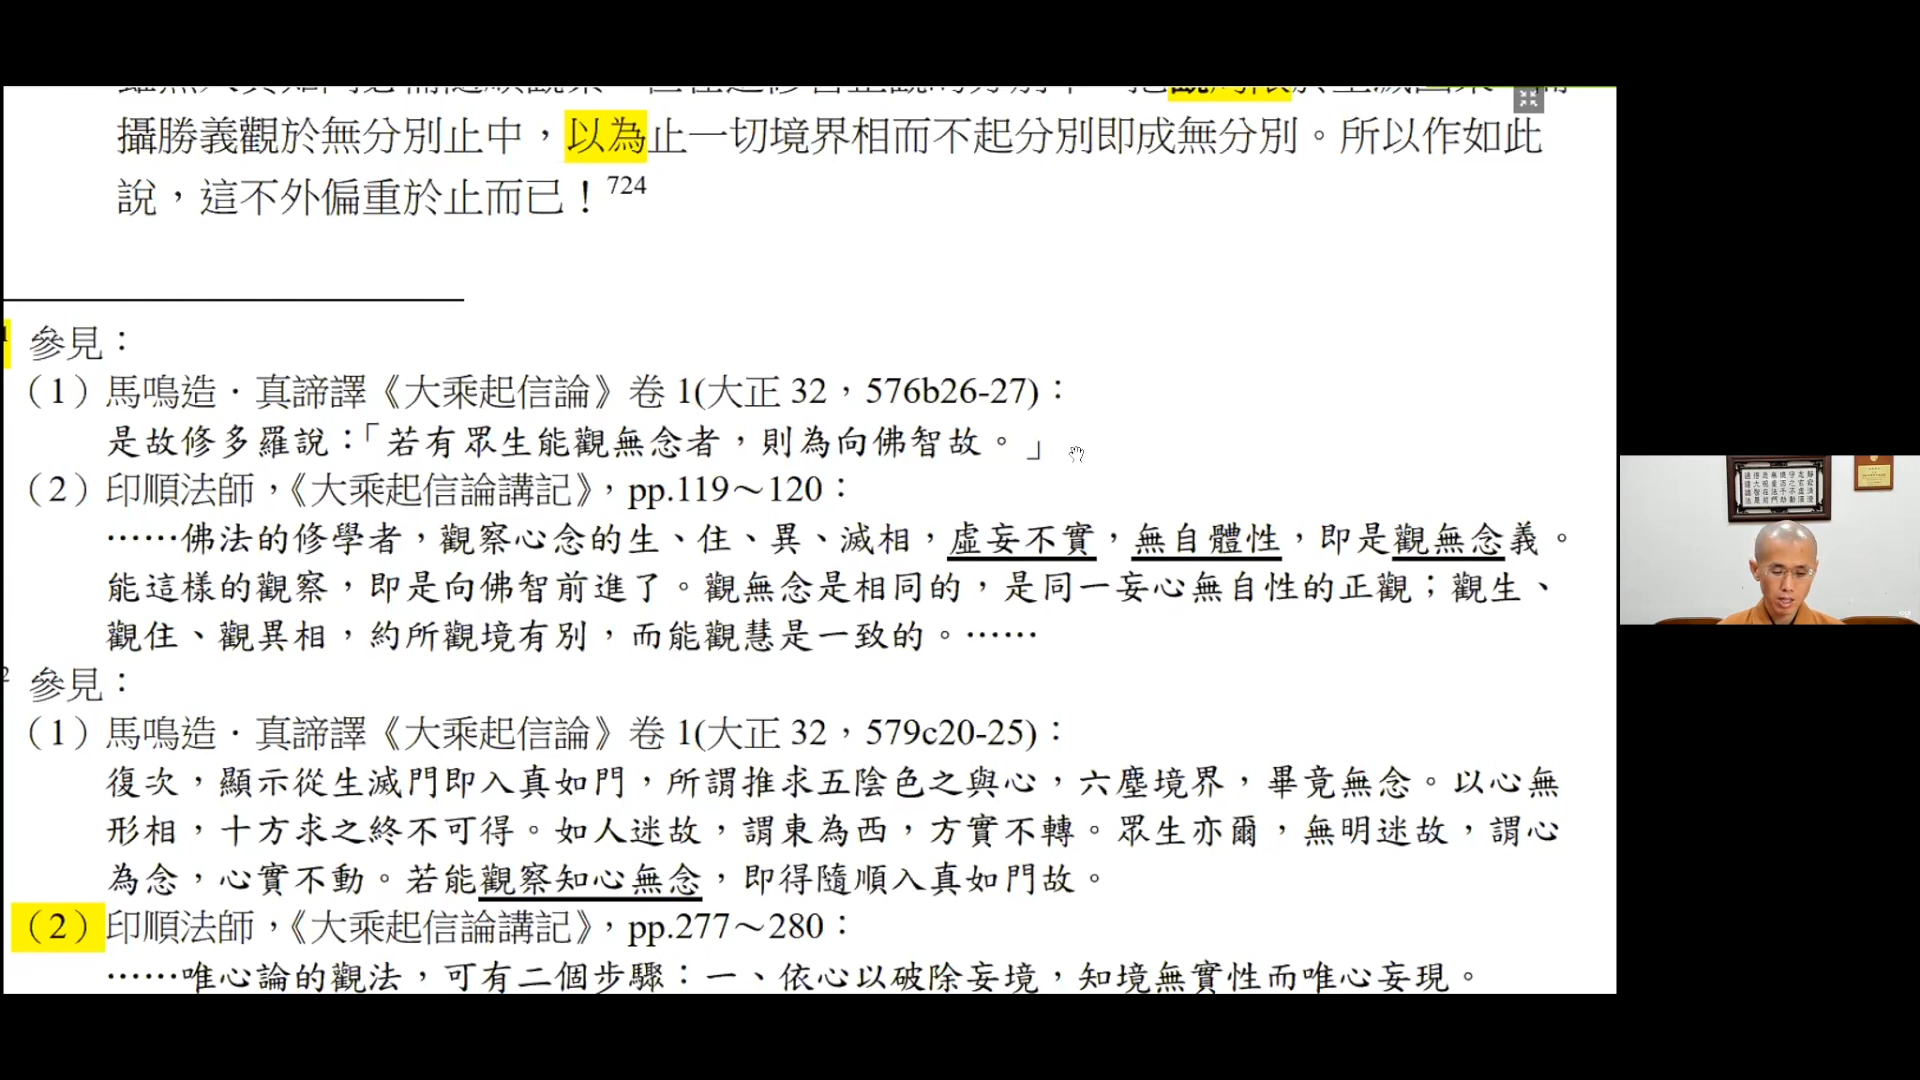 攝勝義觀於無分別止中，以為止一切境界相而不起分別即成無分別。所以作如此
說，這不外偏重於止而已！724
1 參見：
（1）馬鳴造．真諦譯《大乘起信論》卷 1(大正 32，576b26-27)：
是故修多羅說：「若有眾生能觀無念者，則為向佛智故。」
（2）印順法師，《大乘起信論講記》，pp.119～120：
……佛法的修學者，觀察心念的生、住、異、滅相，虛妄不實，無自體性，即是觀無念義。
能這樣的觀察，即是向佛智前進了。觀無念是相同的，是同一妄心無自性的正觀；觀生、
觀住、觀異相，約所觀境有別，而能觀慧是一致的。……
2 參見：
（1）馬鳴造．真諦譯《大乘起信論》卷 1(大正 32，579c20-25)：
復次，顯示從生滅門即入真如門，所謂推求五陰色之與心，六塵境界，畢竟無念。以心無
形相，十方求之終不可得。如人迷故，謂東為西，方實不轉。眾生亦爾，無明迷故，謂心
為念，心實不動。若能觀察知心無念，即得隨順入真如門故。
（2）印順法師，《大乘起信論講記》，pp.277～280：
……唯心論的觀法，可有二個步驟：一、依心以破除妄境，知境無實性而唯心妄現。